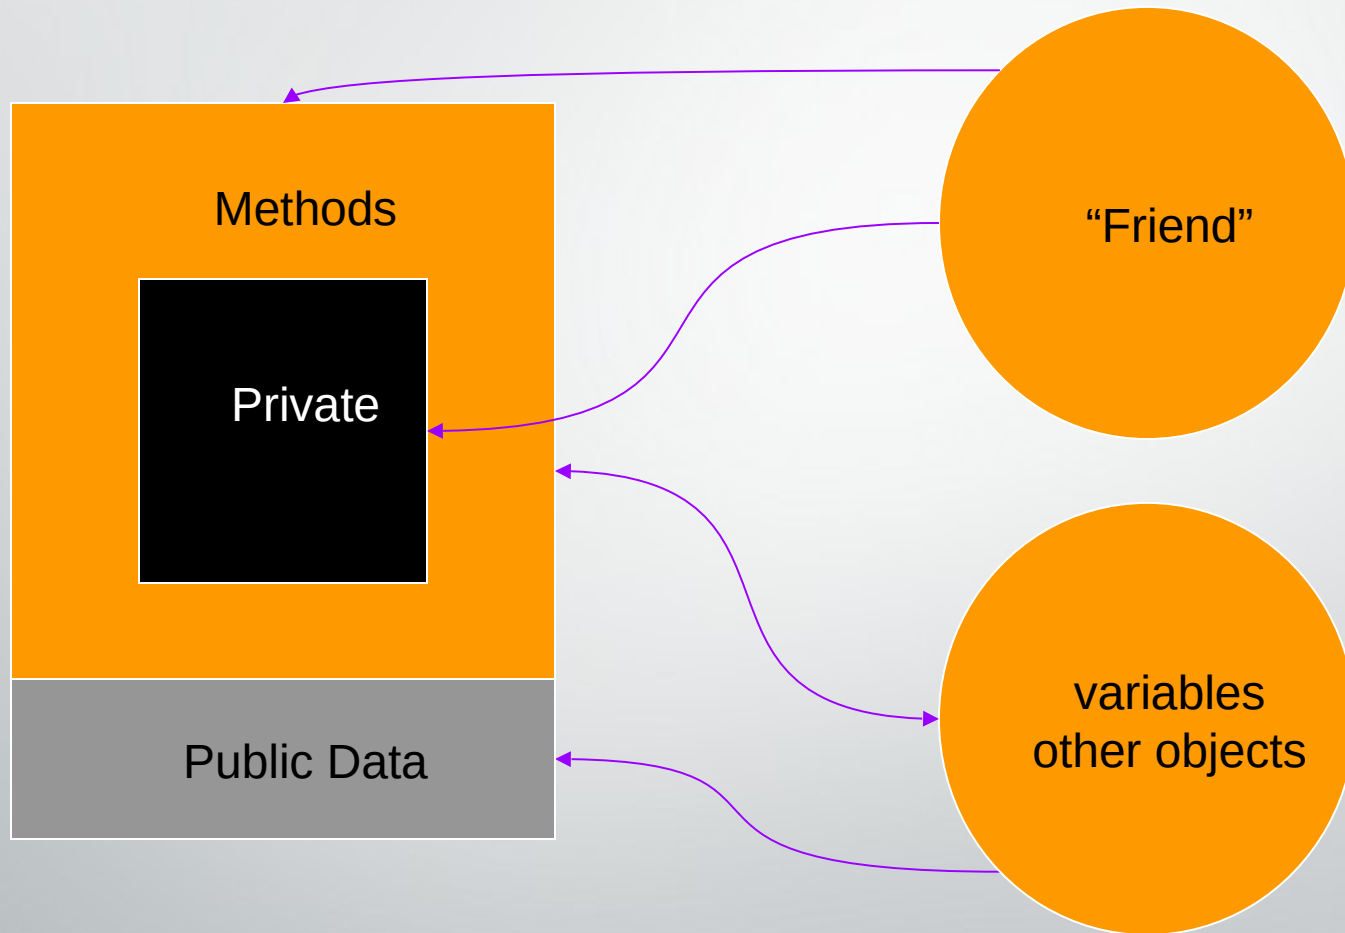 Methods
“Friend”
Private
variables
other objects
Public Data